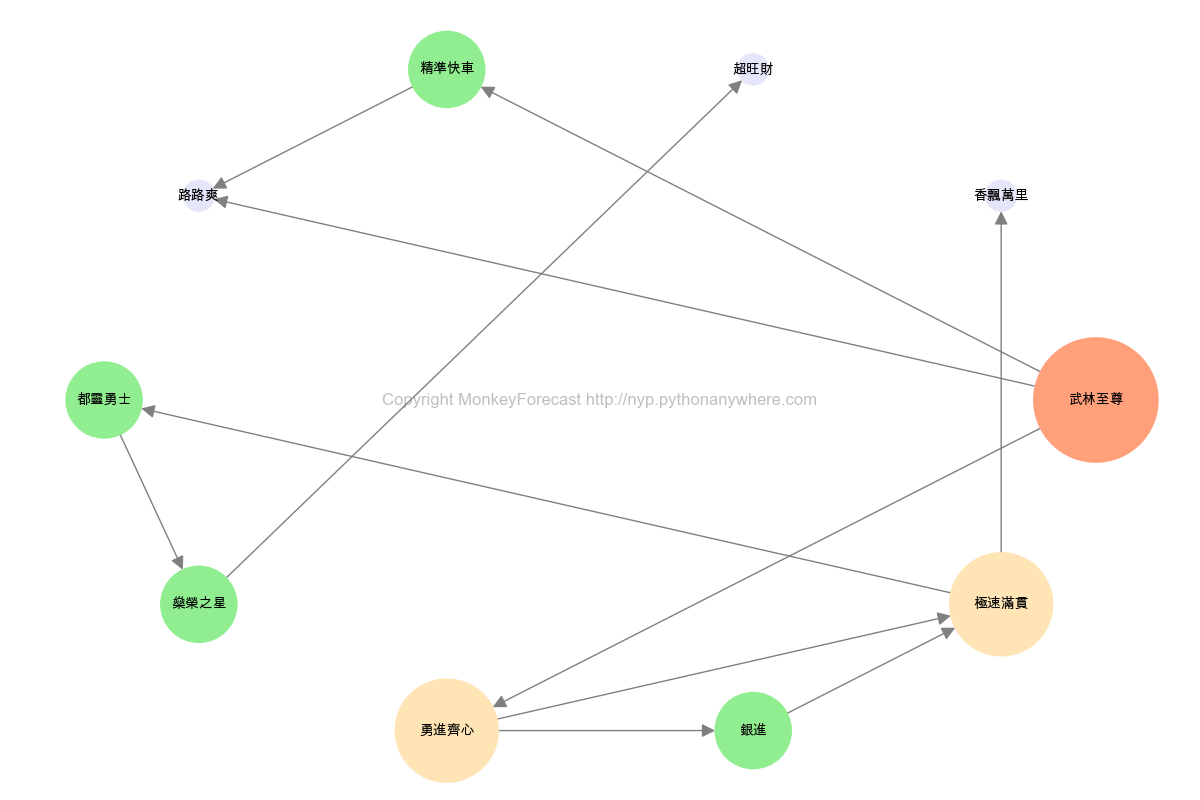 精準快車
超旺財
路路爽
香飄萬里
都靈勇士
Copyright MonkeyForecast http://nyp.pythonanywhere.com
武林至尊
燊榮之星
極速滿貫
勇進齊心
銀進